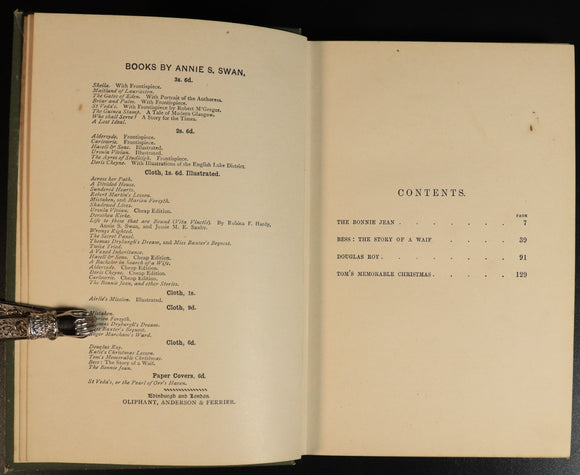 BOOKS BY ANNIE S. SWAN.
3s. 6d.
Sheila. With Frontispiece.
Maitland of Laurieston.
The Gates of Eden. With Portrait of the Authoress.
Briar and Palm. With Frontispiece.
St Veda's. With Frontispiece by Robert M'Gregor.
The Guinea Stamp. A Tale of Modern Glasgow.
Who shall Serve? A Story for the Times.
A Lost Ideal.
2s. 6d.
Aldersyde. Frontispiece.
Carlowrie. Frontispiece.
Hazell & Sons. Illustrated.
Ursula Vivian. Illustrated.
The Ayres of Studleigh. Frontispiece.
Doris Cheyne. With Illustrations of the English Lake District.
Cloth, 1s. 6d. Illustrated.
Across her Path.
A Divided House.
Sundered Hearts.
Robert Martin's Lesson.
Mistaken, and Marion Forsyth.
Shadowed Lives.
Ursula Vivian. Cheap Edition.
Dorothea Kirke.
Life to those that are Bound (Vita Vinctis). By Robina F. Hardy,
Annie S. Swan, and Jessie M. E. Saxby.
Wrongs Righted.
The Secret Panel.
Thomas Dryburgh's Dream, and Miss Baxter's Bequest.
Twice Tried.
A Vexed Inheritance.
Hazell & Sons. Cheap Edition.
A Bachelor in Search of a Wife.
Aldersyde. Cheap Edition.
Doris Cheyne. Cheap Edition.
Carlowrie. Cheap Edition.
The Bonnie Jean, and other Stories.
Cloth, 1s.
Airlie's Mission. Illustrated.
Cloth, 9d.
Mistaken.
Forsyth.
Dryburgh's Dream.
Baxter's Bequest.
Marcham's Ward.
Cloth, 6d.
Douglas Roy.
Katie's Christmas Lesson.
Tom's Memorable Christmas.
Bess: The Story of a Waif.
The Bonnie Jean.
Paper Covers, 6d.
St Veda's, or the Pearl of Orr's Haven.
Edinburgh and London.
OLIPHANT, ANDERSON & FERRIER.
CONTENTS.
PAGE
THE BONNIE JEAN . . . . . . 7
BESS: THE STORY OF A WAIF . . . . 39
DOUGLAS ROY . . . . . . 91
TOM'S MEMORABLE CHRISTMAS . . . . 129